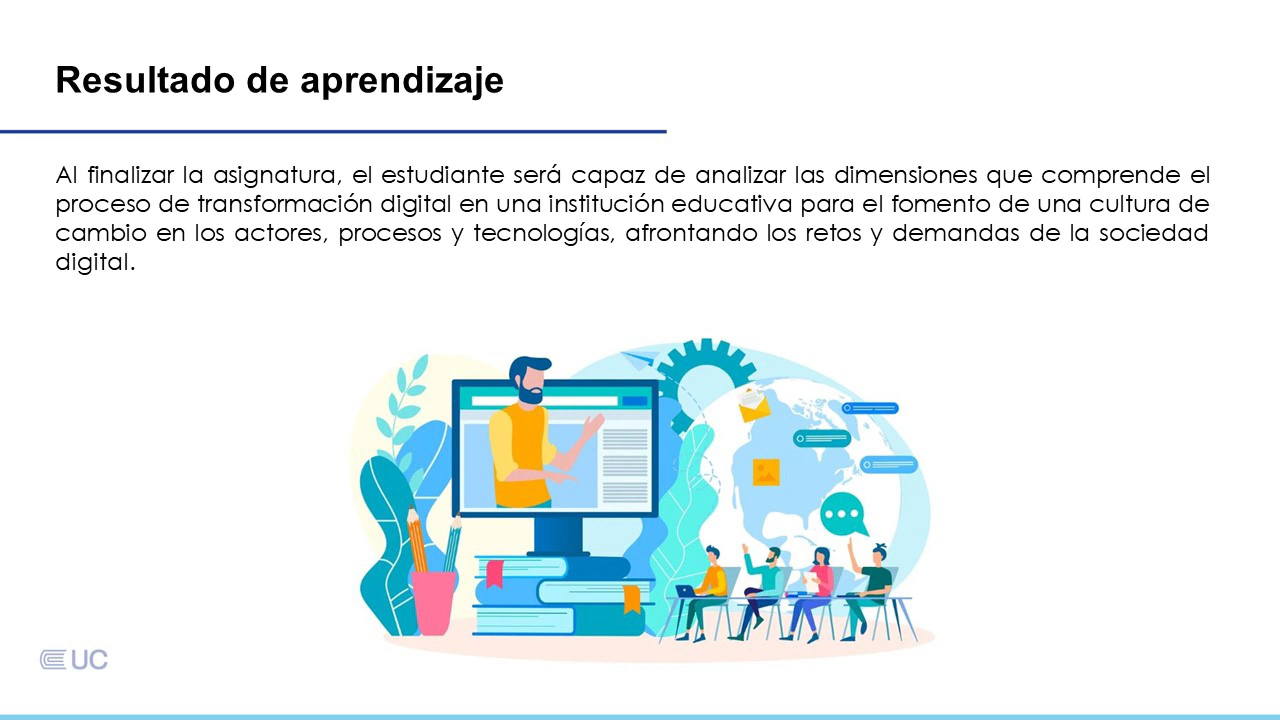 Resultado de aprendizaje
Al finalizar la asignatura, el estudiante será capaz de analizar las dimensiones que comprende el
proceso de transformación digital en una institución educativa para el fomento de una cultura de
cambio en los actores, procesos y tecnologías, afrontando los retos y demandas de la sociedad
digital.
UC